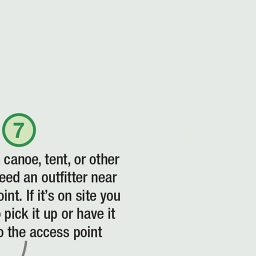 7
canoe, tent, or other
eed an outfitter near
oint. If it's on site you
pick it up or have it
o the access point